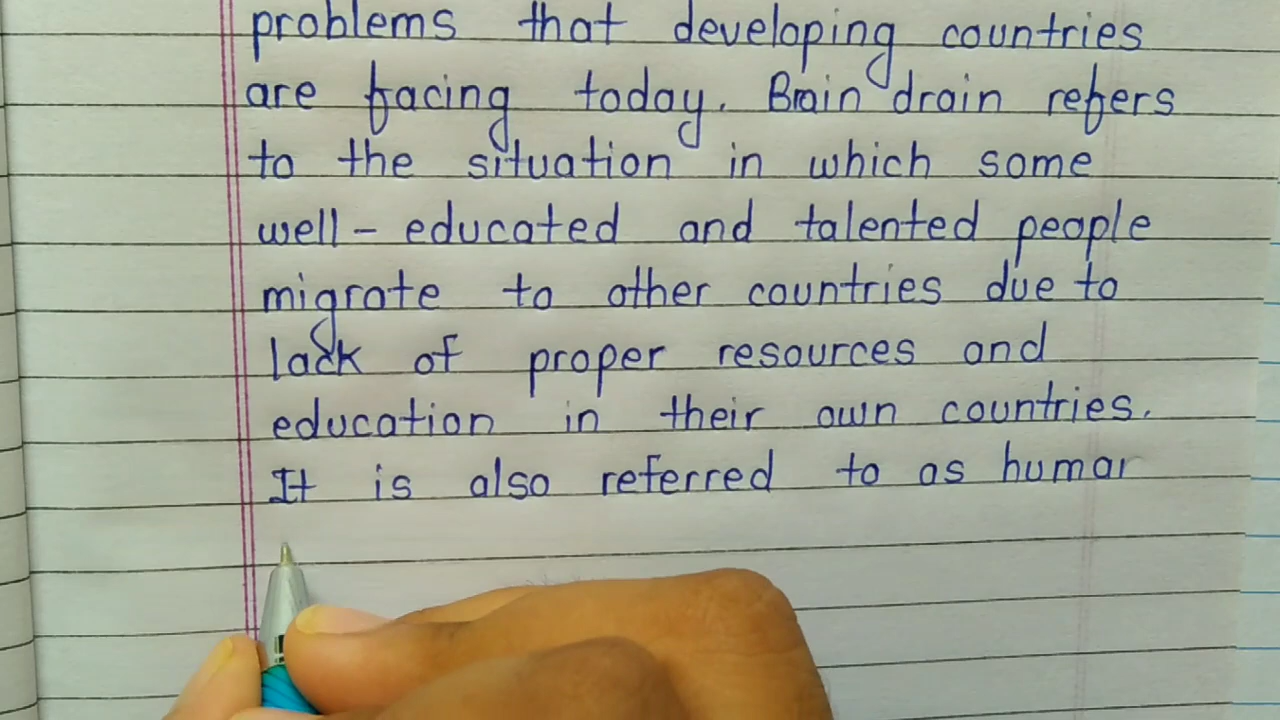 problems that developing countries
are facing today. Brain drain refers
to the situation in which some
well-educated and talented people
migrate to other countries due to
lack of proper resources and
education in their own countries.
It is also referred to as humar